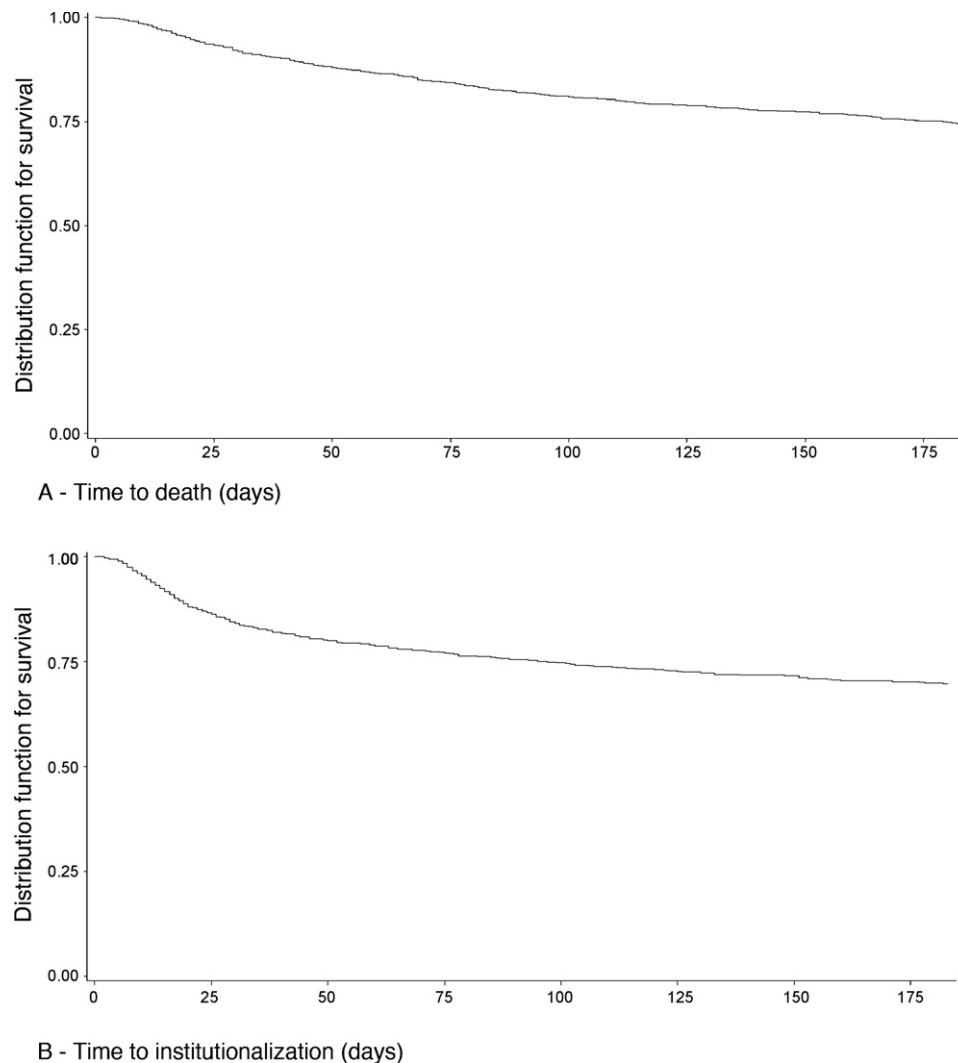 Distribution function for survival
1.00
0.75
0.50
0.25
0.00
0 25 50 75 100 125 150 175
A - Time to death (days)
Distribution function for survival
1.00
0.75
0.50
0.25
0.00
0 25 50 75 100 125 150 175
B - Time to institutionalization (days)